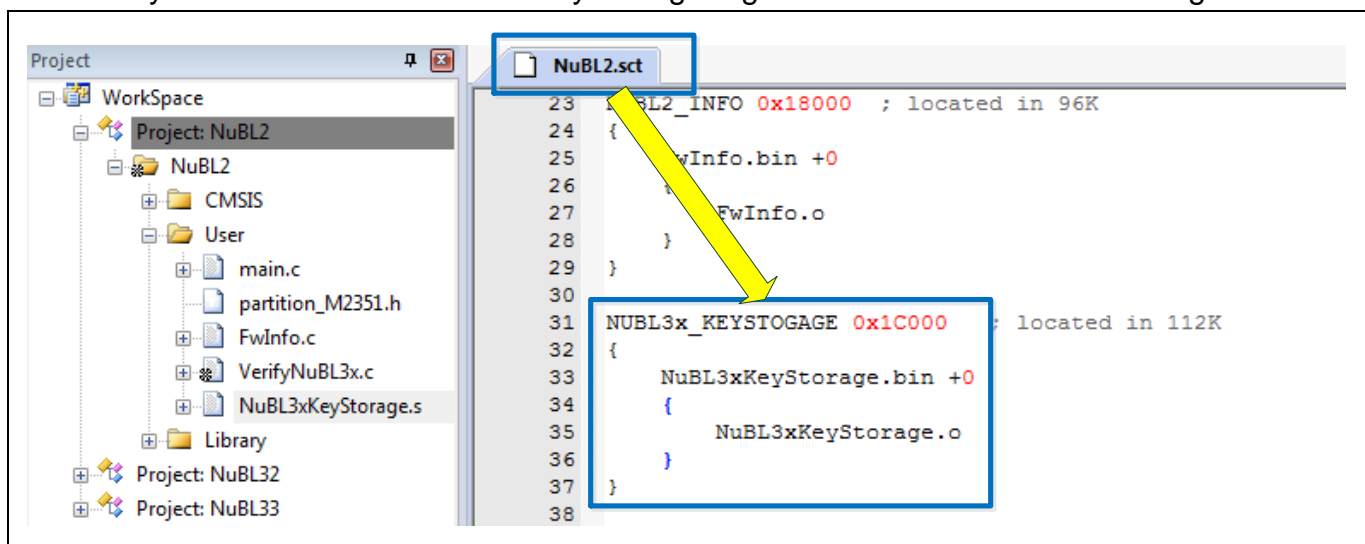 Project
WorkSpace
Project: NuBL2
NuBL2
CMSIS
User
main.c
partition_M2351.h
FwInfo.c
VerifyNuBL3x.c
NuBL3xKeyStorage.s
Library
Project: NuBL32
Project: NuBL33
NuBL2.sct
23 BL2_INFO 0x18000 ; located in 96K
24 {
25 wInfo.bin +0
26
27 FwInfo.o
28 }
29 }
30
31 NUBL3x_KEYSTOGAGE 0x1C000 ; located in 112K
32 {
33 NuBL3xKeyStorage.bin +0
34 {
35 NuBL3xKeyStorage.o
36 }
37 }
38